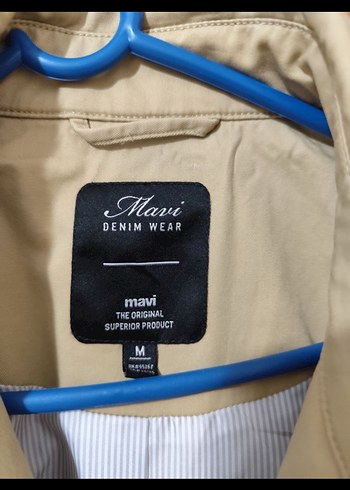 Mavi
DENIM WEAR
mavi
THE ORIGINAL
SUPERIOR PRODUCT
M